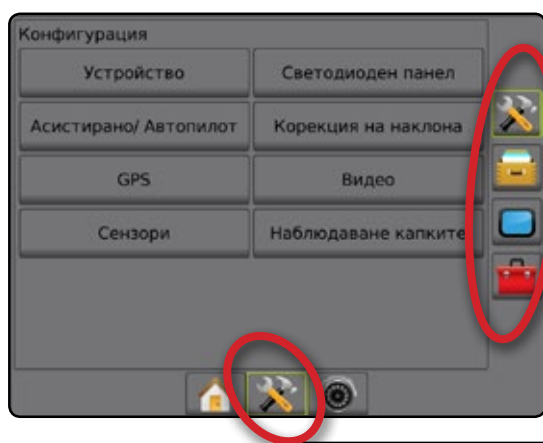 Конфигурация
Устройство Светодиоден панел
Асистирано/ Автопилот Корекция на наклона
GPS Видео
Сензори Наблюдаване капките